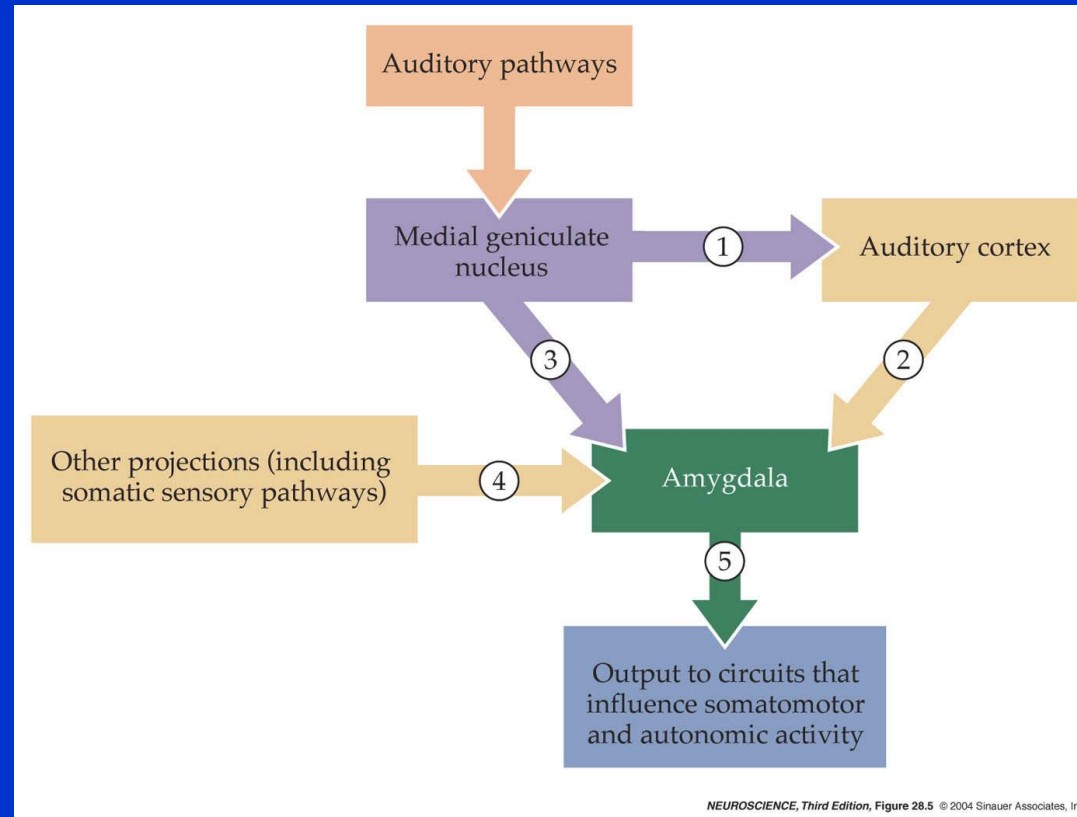 Auditory pathways
Medial geniculate
nucleus
1
Auditory cortex
3
2
Other projections (including
somatic sensory pathways)
4
Amygdala
5
Output to circuits that
influence somatomotor
and autonomic activity
NEUROSCIENCE, Third Edition, Figure 28.5 © 2004 Sinauer Associates, In